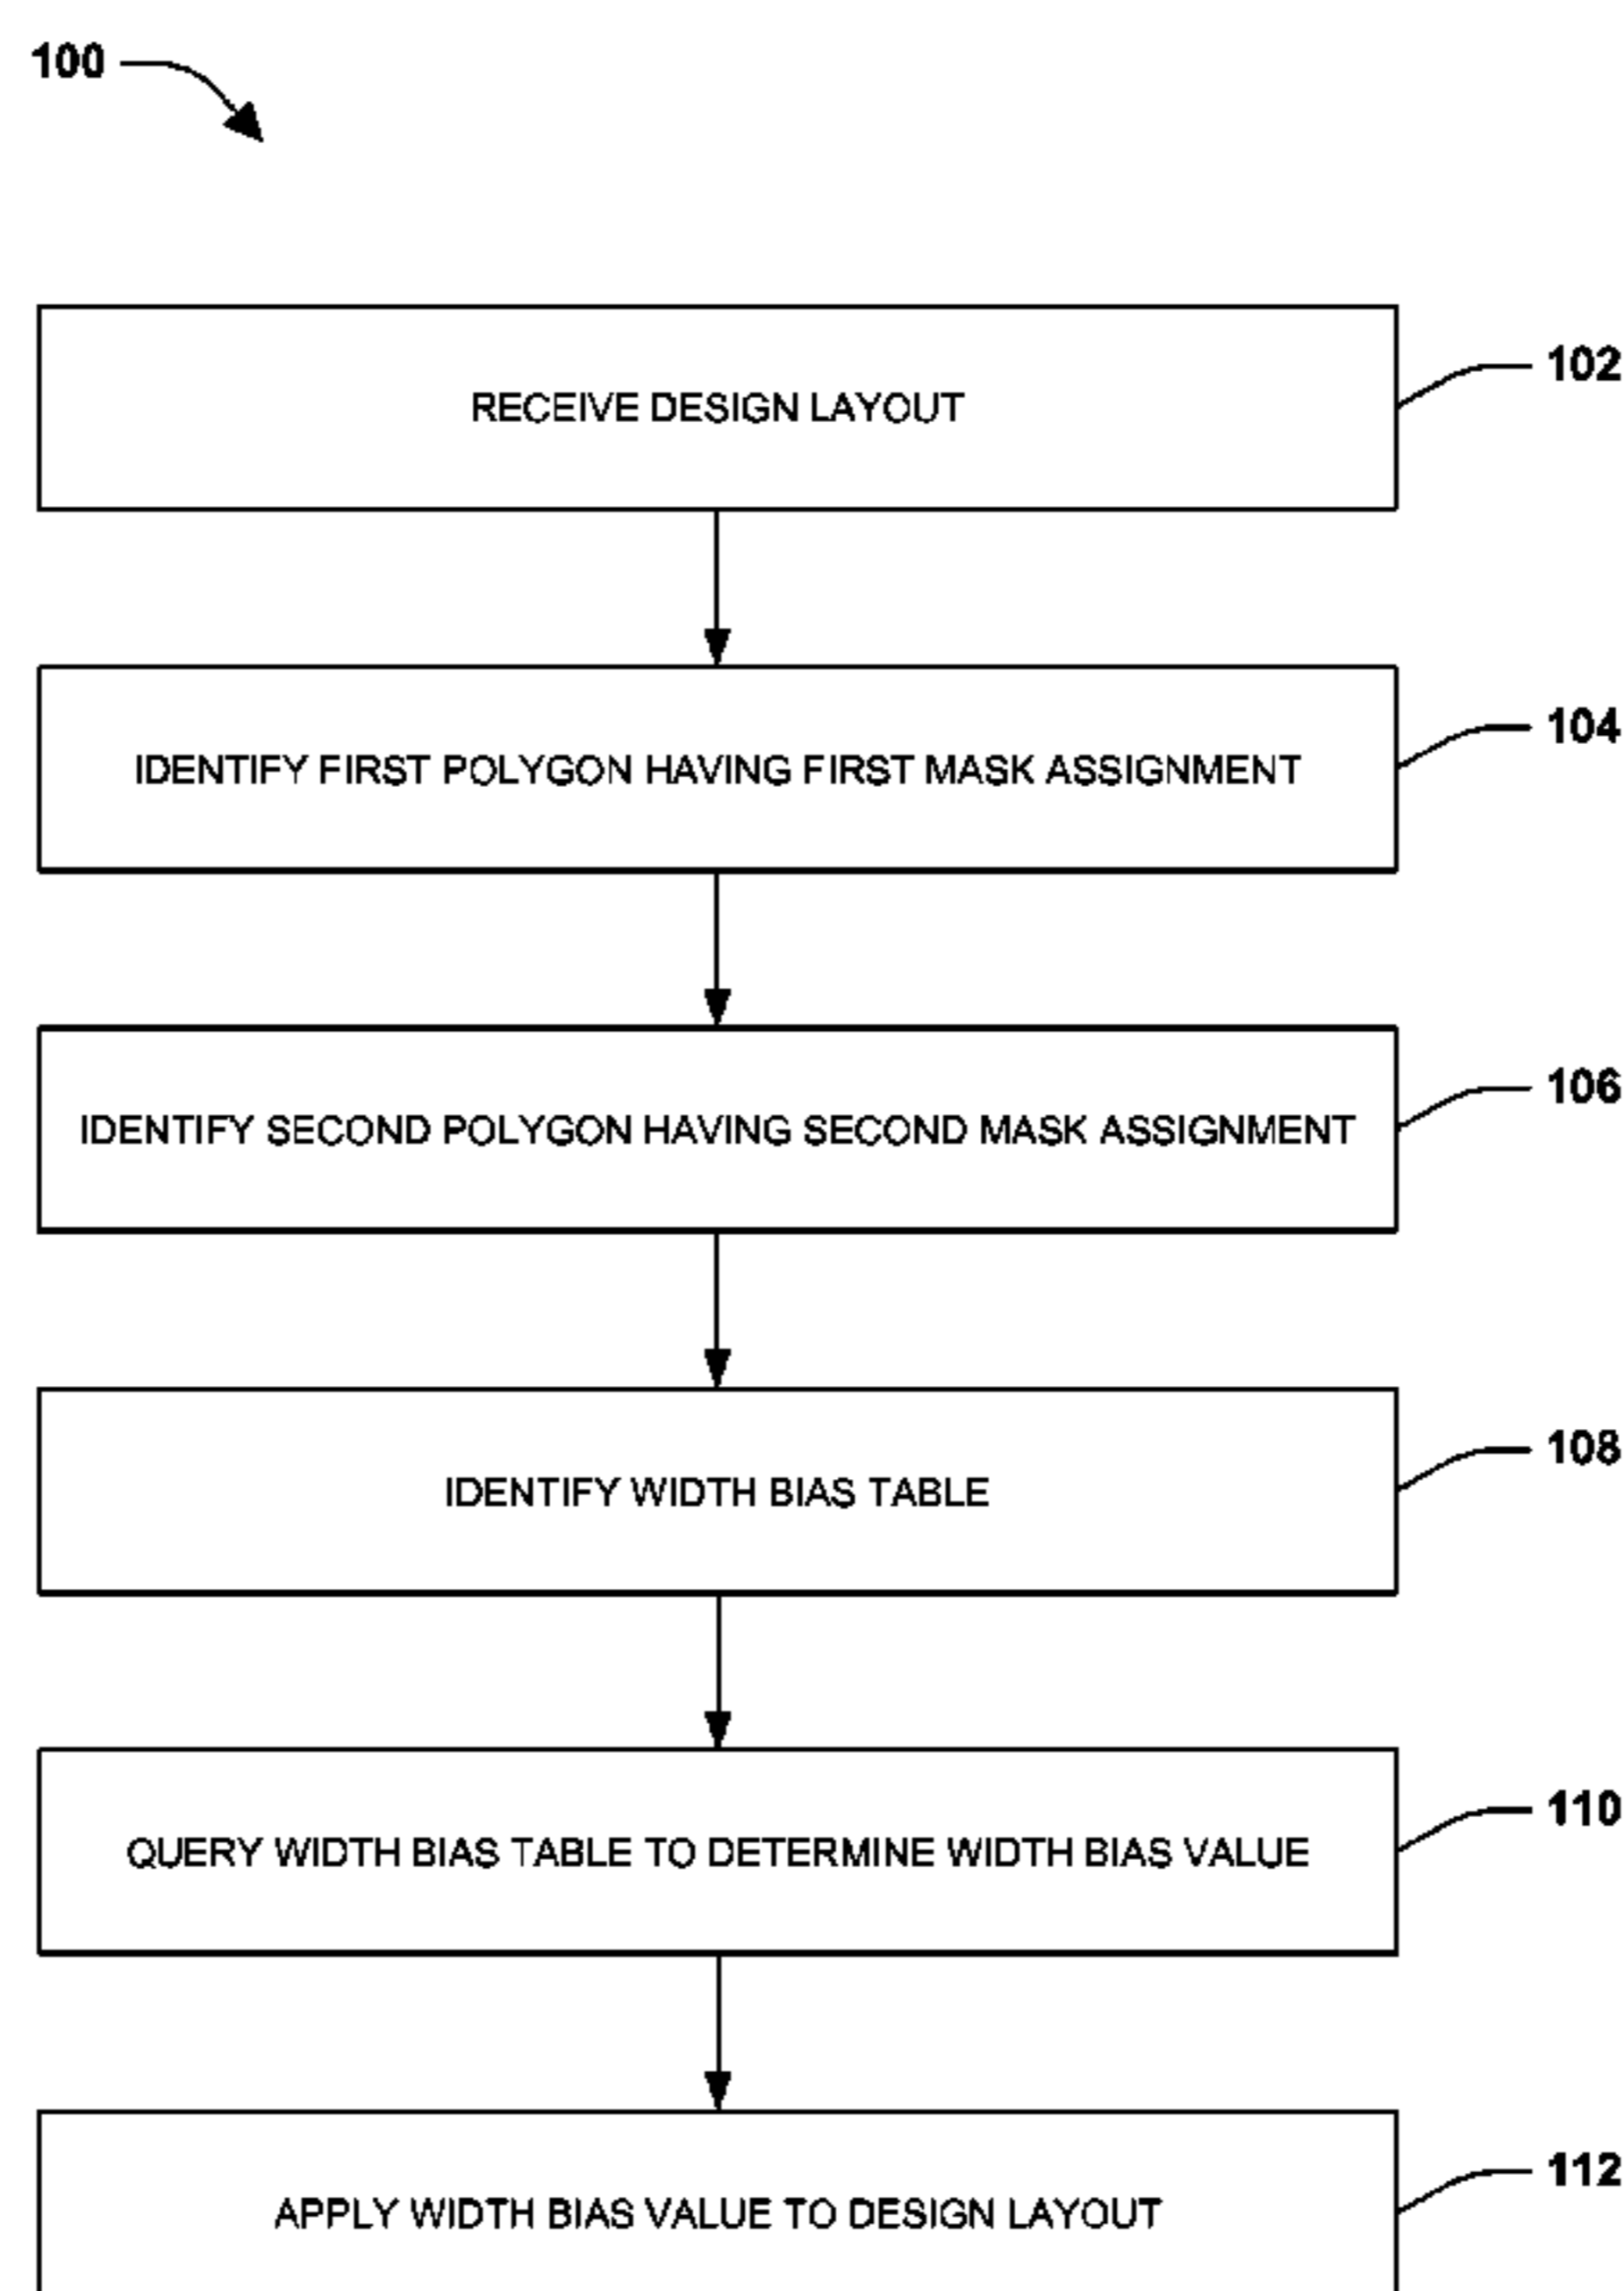 100
RECEIVE DESIGN LAYOUT
102
IDENTIFY FIRST POLYGON HAVING FIRST MASK ASSIGNMENT
104
IDENTIFY SECOND POLYGON HAVING SECOND MASK ASSIGNMENT
106
IDENTIFY WIDTH BIAS TABLE
108
QUERY WIDTH BIAS TABLE TO DETERMINE WIDTH BIAS VALUE
110
APPLY WIDTH BIAS VALUE TO DESIGN LAYOUT
112